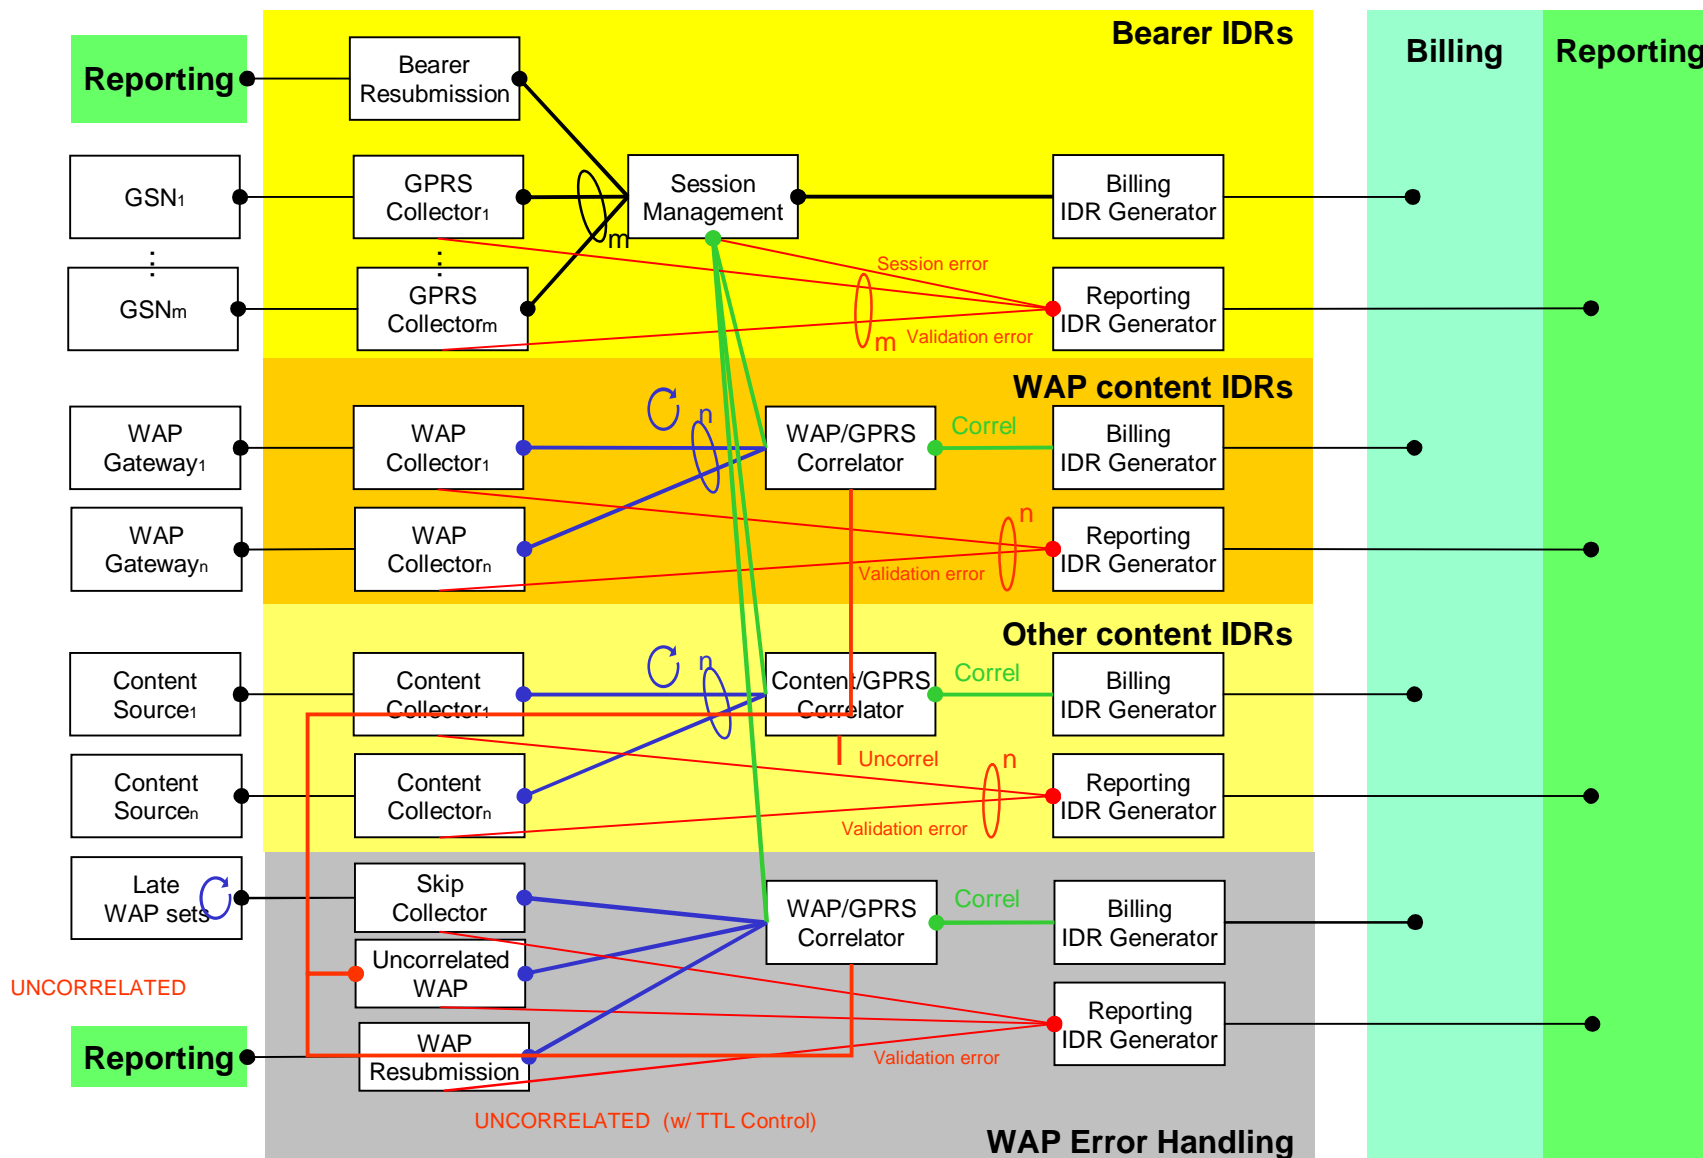 Bearer IDRs
Billing
Reporting
Reporting
Bearer
Resubmission
GSN1
GPRS
Collector1
Session
Management
Billing
IDR Generator
m
⋮
⋮
Session error
GSNm
GPRS
Collectorm
Reporting
IDR Generator
m
Validation error
WAP content IDRs
n
WAP
Gateway1
WAP
Collector1
WAP/GPRS
Correlator
Correl
Billing
IDR Generator
n
WAP
Gatewayn
WAP
Collectorn
Validation error
Reporting
IDR Generator
Other content IDRs
n
Content
Source1
Content
Collector1
Content/GPRS
Correlator
Correl
Billing
IDR Generator
Uncorrel
n
Content
Sourcen
Content
Collectorn
Validation error
Reporting
IDR Generator
Late
WAP sets
Skip
Collector
WAP/GPRS
Correlator
Correl
Billing
IDR Generator
UNCORRELATED
Uncorrelated
WAP
Reporting
IDR Generator
Reporting
WAP
Resubmission
Validation error
UNCORRELATED (w/ TTL Control)
WAP Error Handling